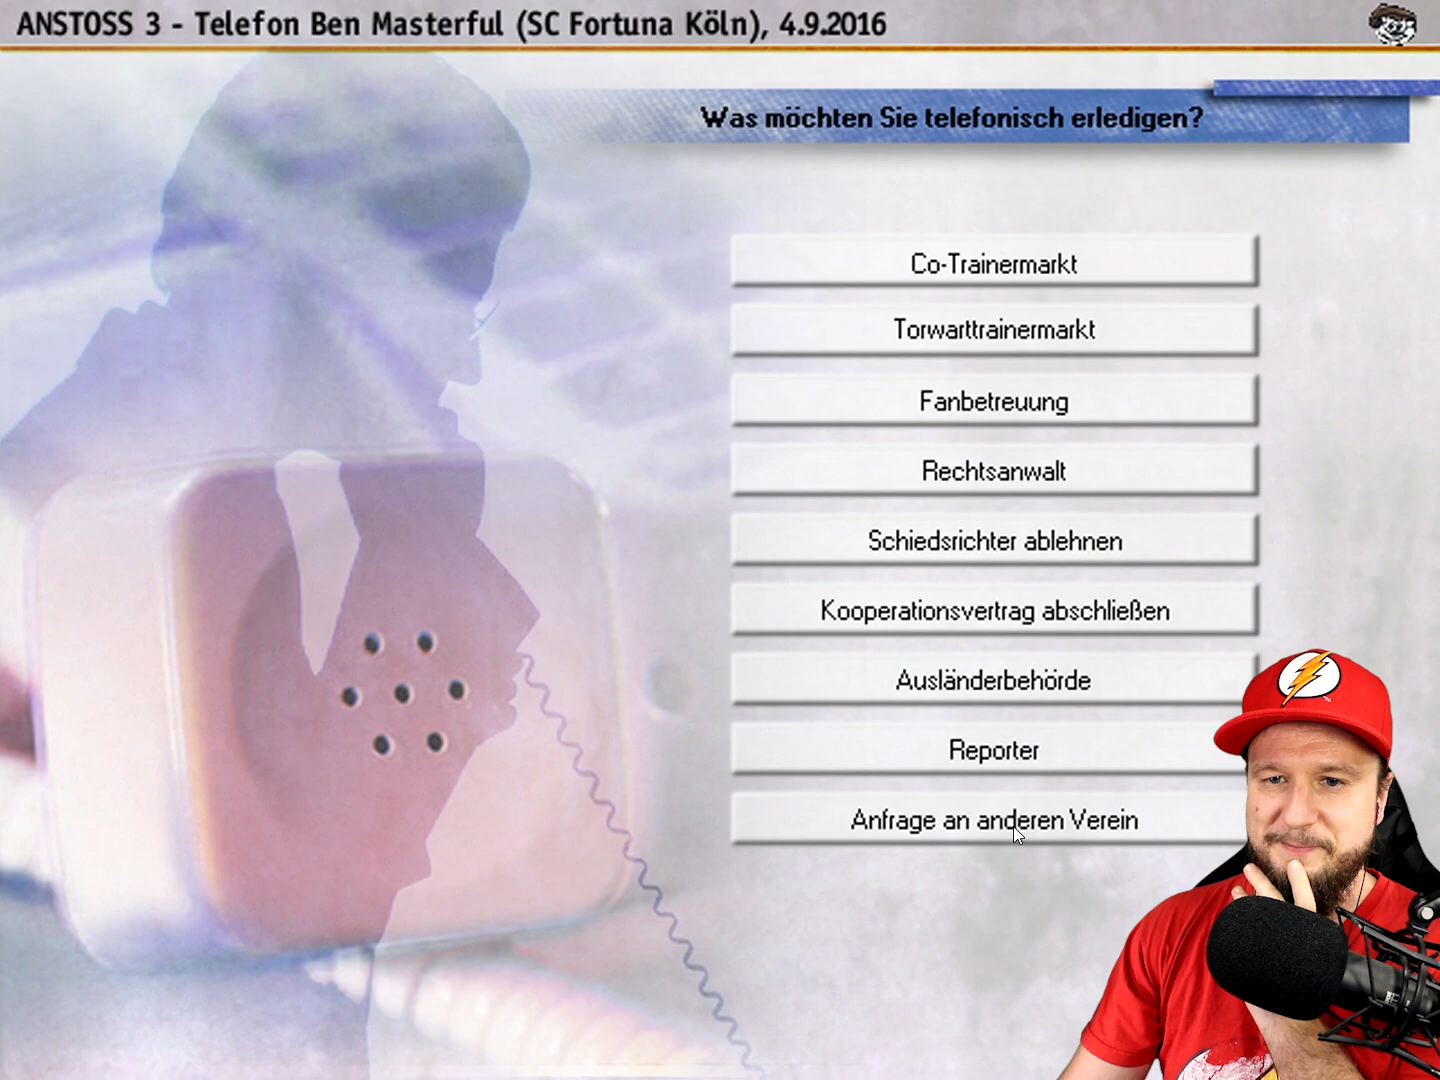 ANSTOSS 3 - Telefon Ben Masterful (SC Fortuna Köln), 4.9.2016
Was möchten Sie telefonisch erledigen?
Co-Trainermarkt
Torwarttrainermarkt
Fanbetreuung
Rechtsanwalt
Schiedsrichter ablehnen
Kooperationsvertrag abschließen
Ausländerbehörde
Reporter
Anfrage an anderen Verein